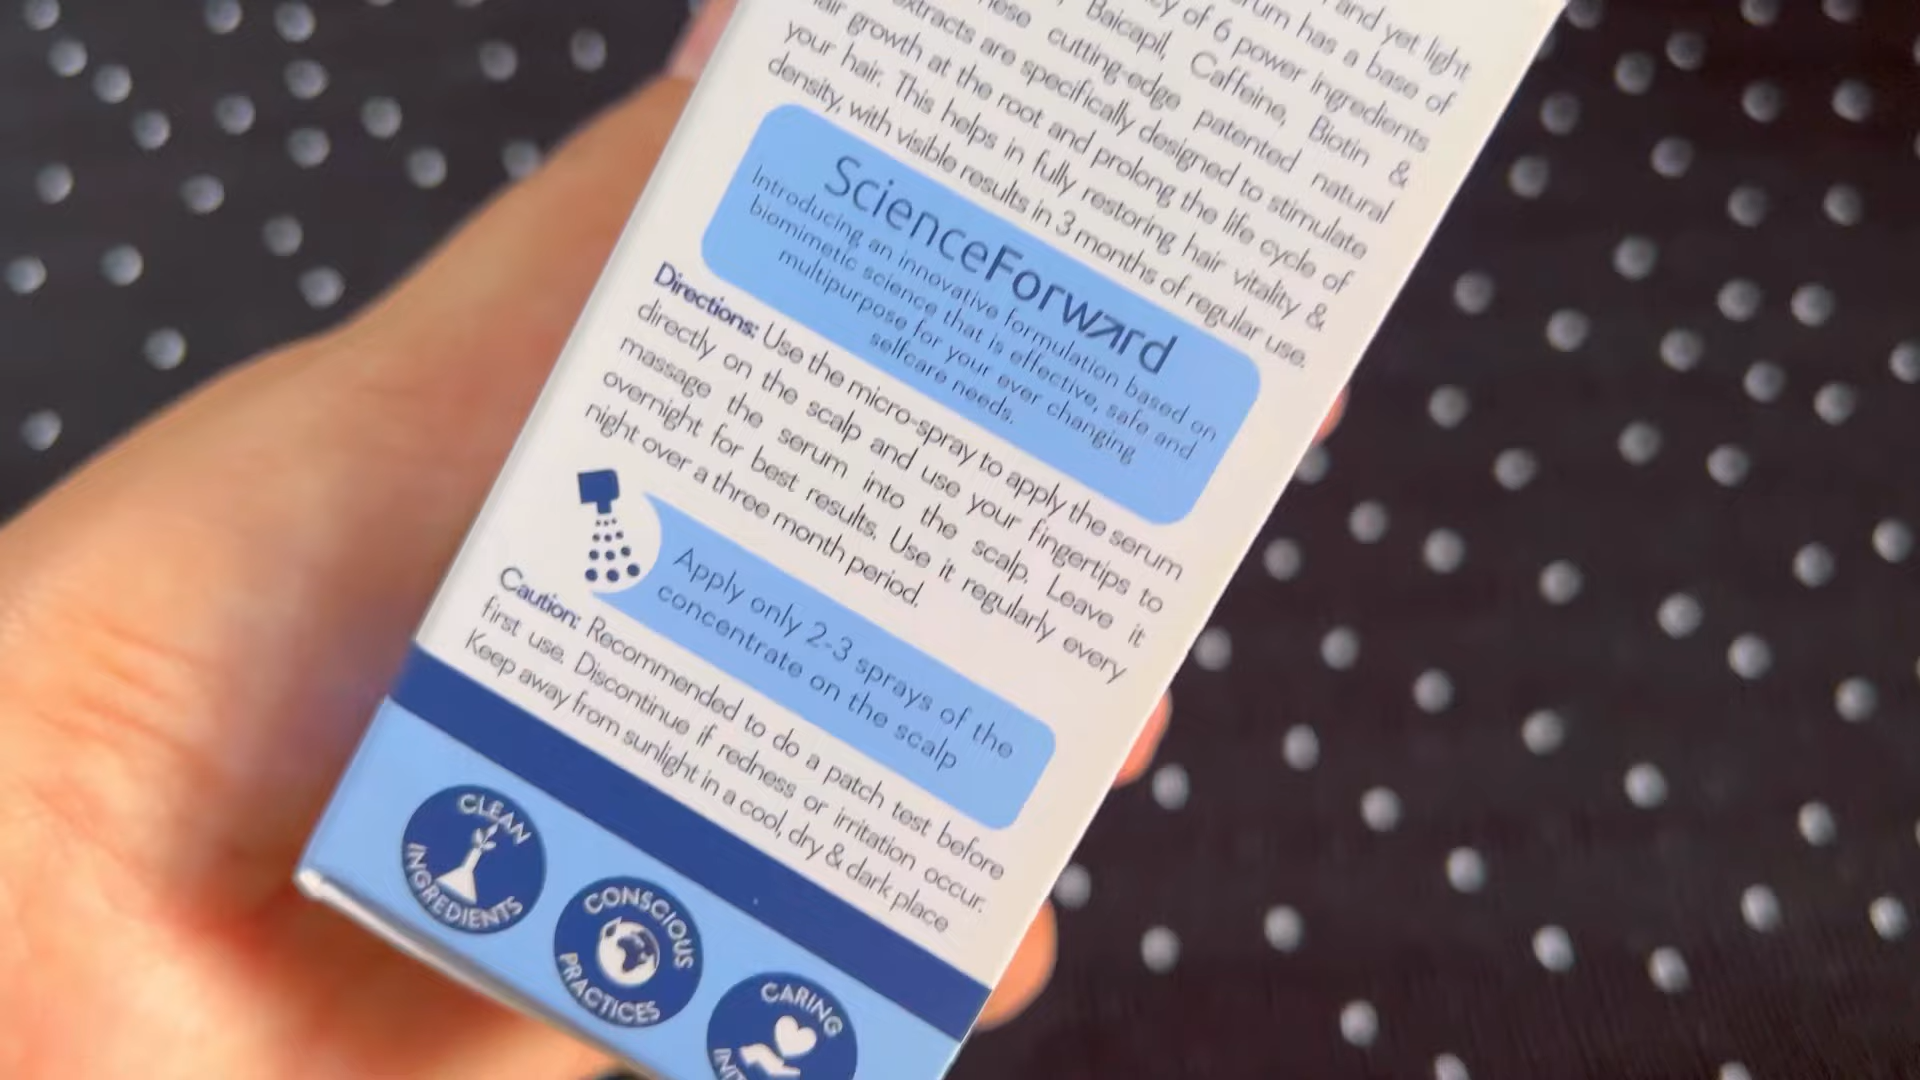 and yet light
rum has a base of
cy of 6 power ingredients
Baicapil, Caffeine, Biotin &
cutting-edge patented natural
extracts are specifically designed to stimulate
hair growth at the root and prolong the life cycle of
your hair. This helps in fully restoring hair vitality &
density, with visible results in 3 months of regular use.
ScienceForward
Introducing an innovative formulation based on
biomimetic science that is effective, safe and
multipurpose for your ever changing
selfcare needs.
Directions: Use the micro-spray to apply the serum
directly on the scalp and use your fingertips to
massage the serum into the scalp. Leave it
overnight for best results. Use it regularly every
night over a three month period.
Apply only 2-3 sprays of the
concentrate on the scalp
Caution: Recommended to do a patch test before
first use. Discontinue if redness or irritation occur.
Keep away from sunlight in a cool, dry & dark place
CLEAN
INGREDIENTS
CONSCIOUS
PRACTICES
CARING